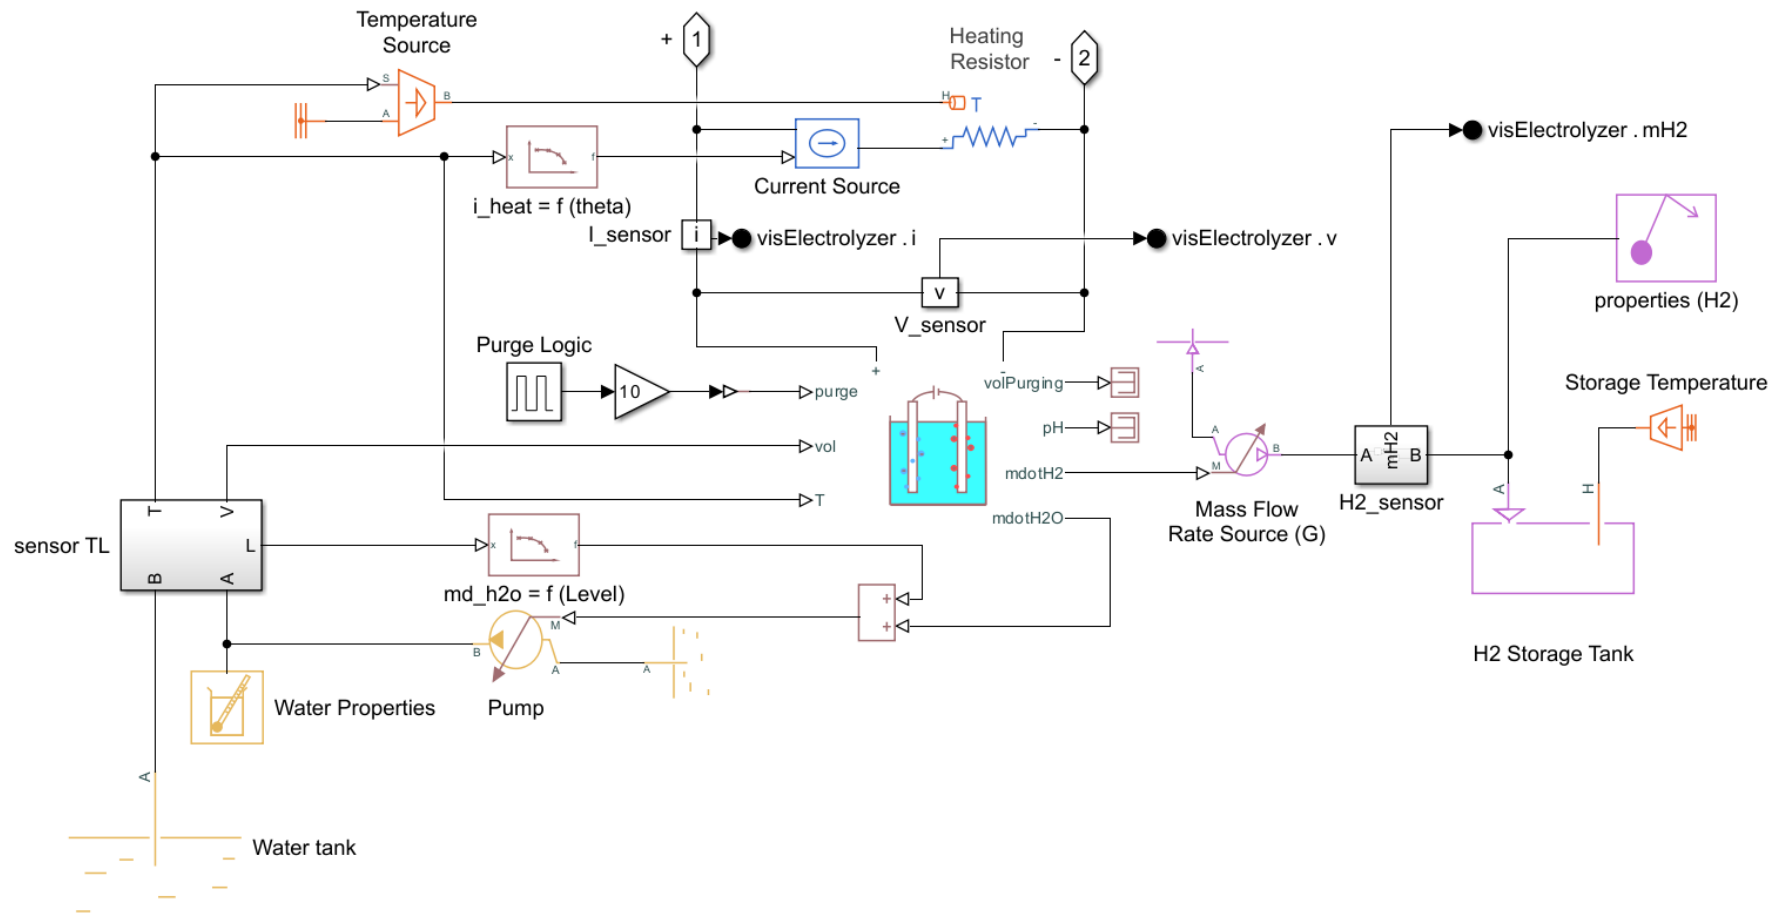 Temperature
Source
+
1
Heating
Resistor
-
2
S
A
B
H
T
visElectrolyzer . mH2
x
f
i_heat = f (theta)
Current Source
+
-
I_sensor
i
visElectrolyzer . i
visElectrolyzer . v
v
V_sensor
properties (H2)
Purge Logic
10
purge
+
-
volPurging
A
Storage Temperature
vol
pH
T
mdotH2
mdotH2O
A
M
B
Mass Flow
Rate Source (G)
A
mH2
B
H2_sensor
A
H
H2 Storage Tank
sensor TL
T
V
L
B
A
x
f
md_h2o = f (Level)
+
+
M
B
A
A
Pump
Water Properties
A
Water tank